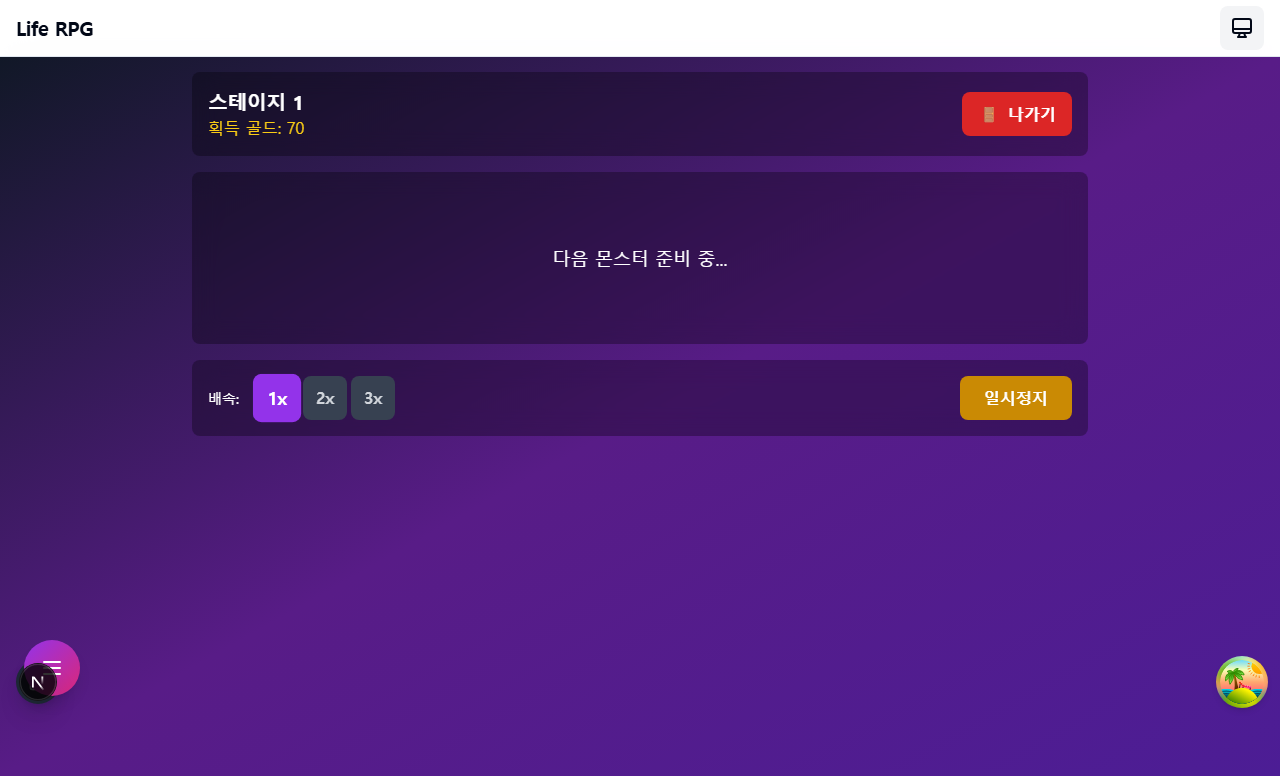 Life RPG
스테이지 1
획득 골드: 70
나가기
다음 몬스터 준비 중...
배속: 1x 2x 3x
일시정지
N